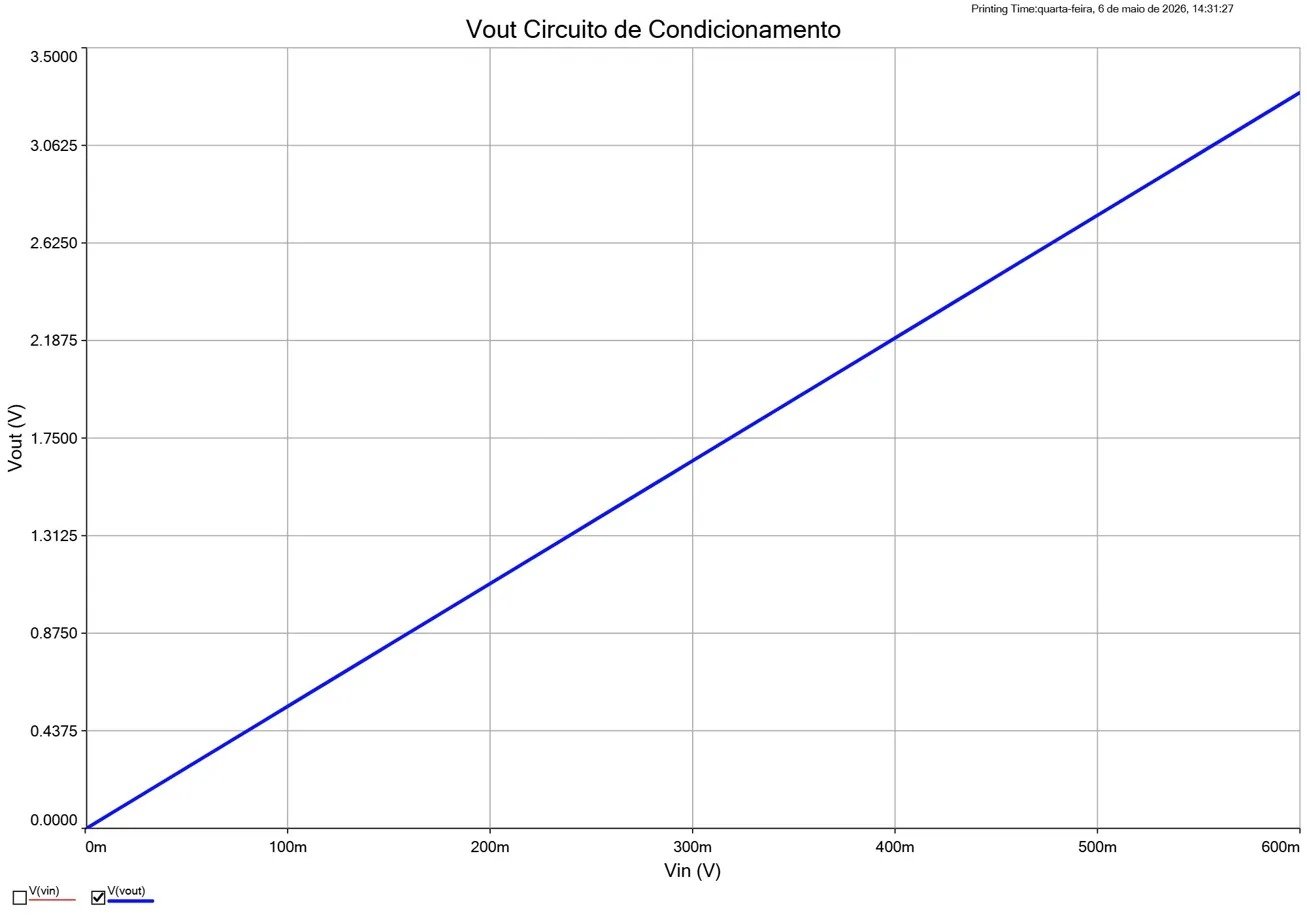 Printing Time:quarta-feira, 6 de maio de 2026, 14:31:27
Vout Circuito de Condicionamento
3.5000
3.0625
2.6250
2.1875
1.7500
1.3125
0.8750
0.4375
0.0000
Vout (V)
0m 100m 200m 300m 400m 500m 600m
Vin (V)
V(vin) V(vout)